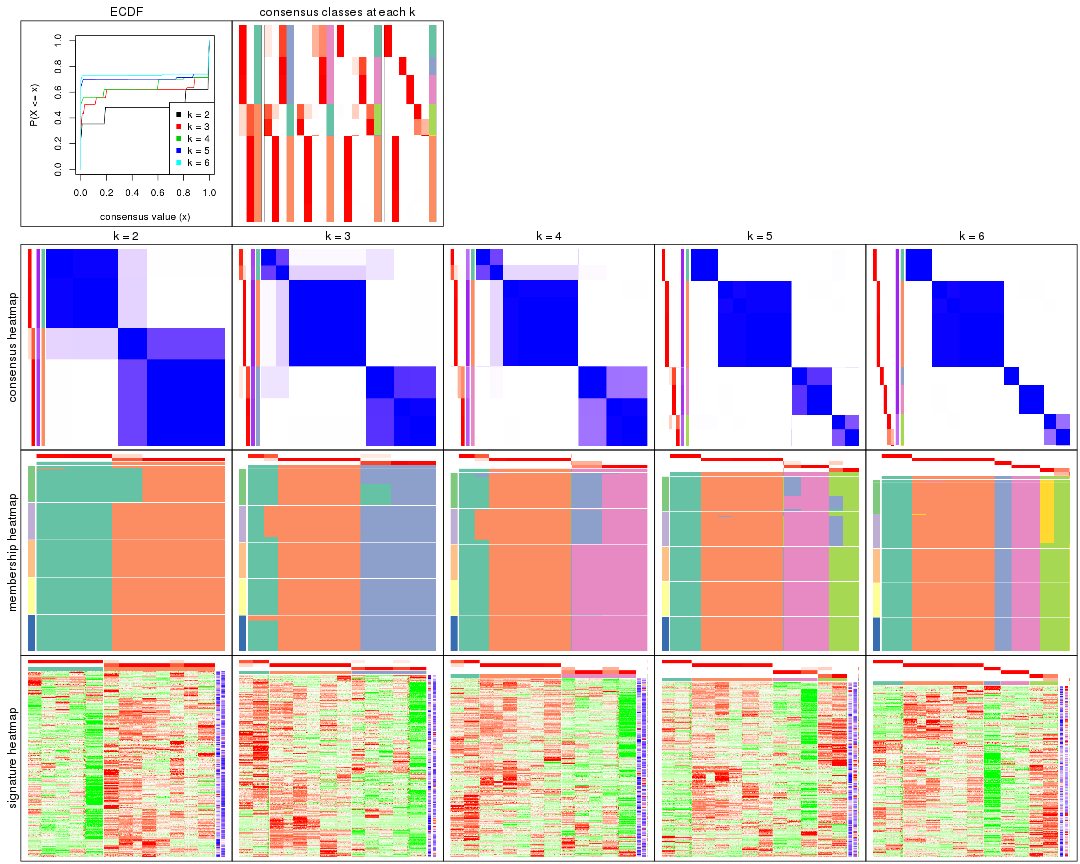 ECDF
consensus classes at each k
P(X <= x)
0.0 0.2 0.4 0.6 0.8 1.0
k = 2
k = 3
k = 4
k = 5
k = 6
0.0 0.2 0.4 0.6 0.8 1.0
consensus value (x)
k = 2 k = 3 k = 4 k = 5 k = 6
consensus heatmap
membership heatmap
signature heatmap